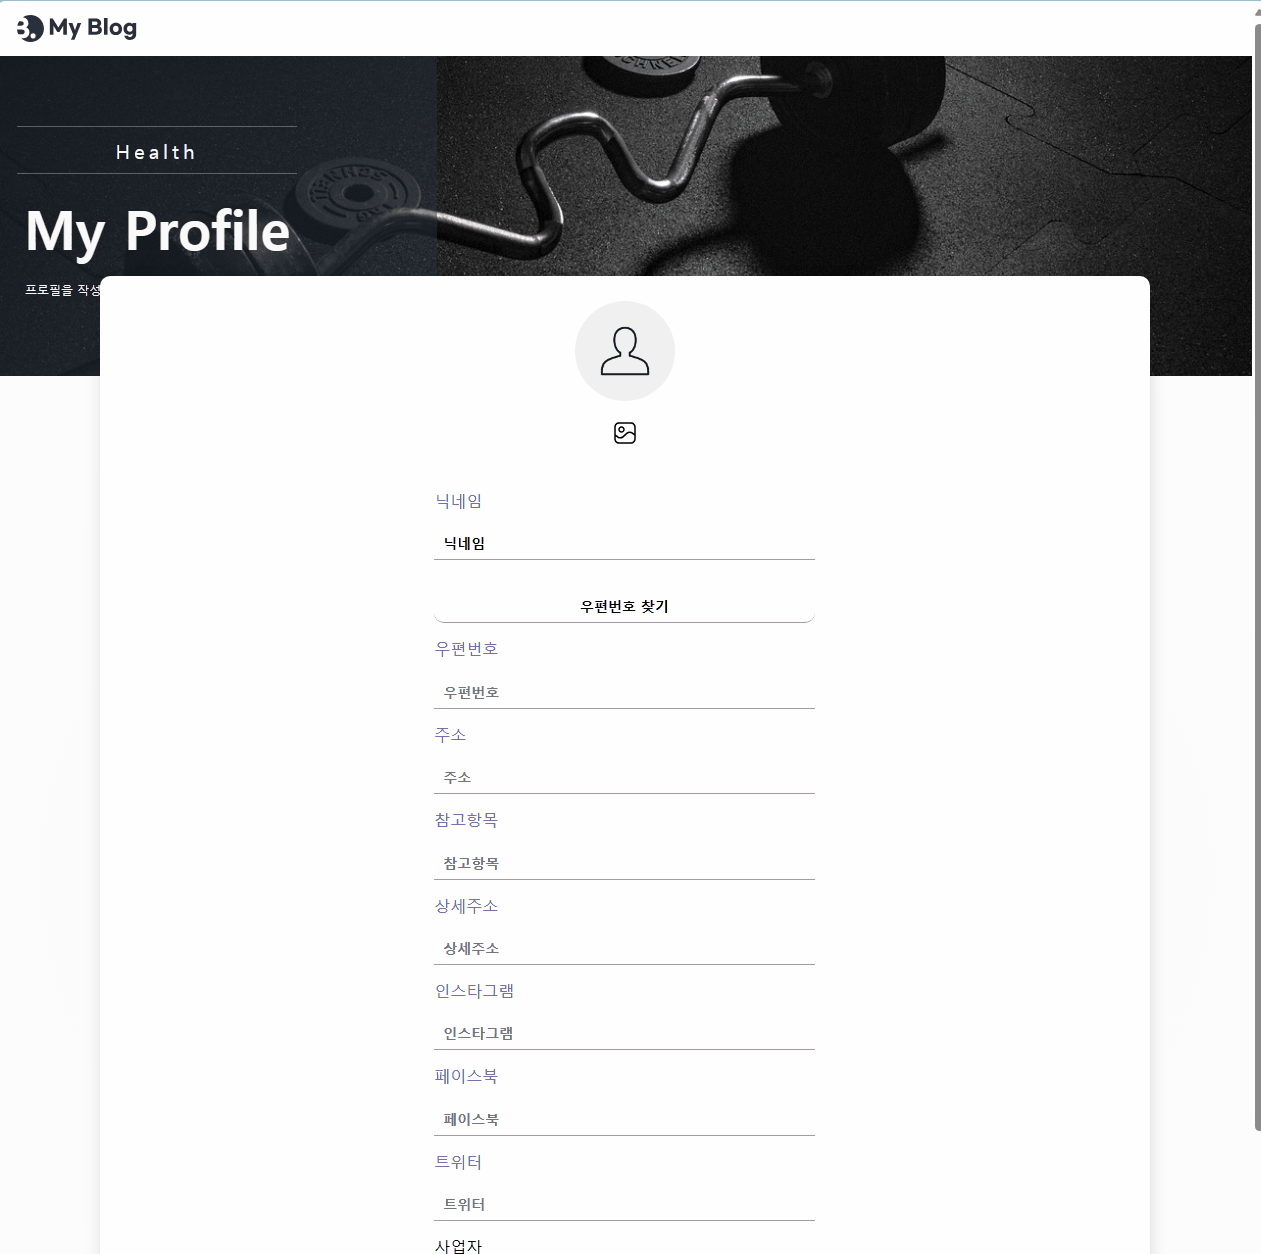 My Blog
Health
My Profile
프로필을 작성
닉네임
닉네임
우편번호 찾기
우편번호
우편번호
주소
주소
참고항목
참고항목
상세주소
상세주소
인스타그램
인스타그램
페이스북
페이스북
트위터
트위터
사업자